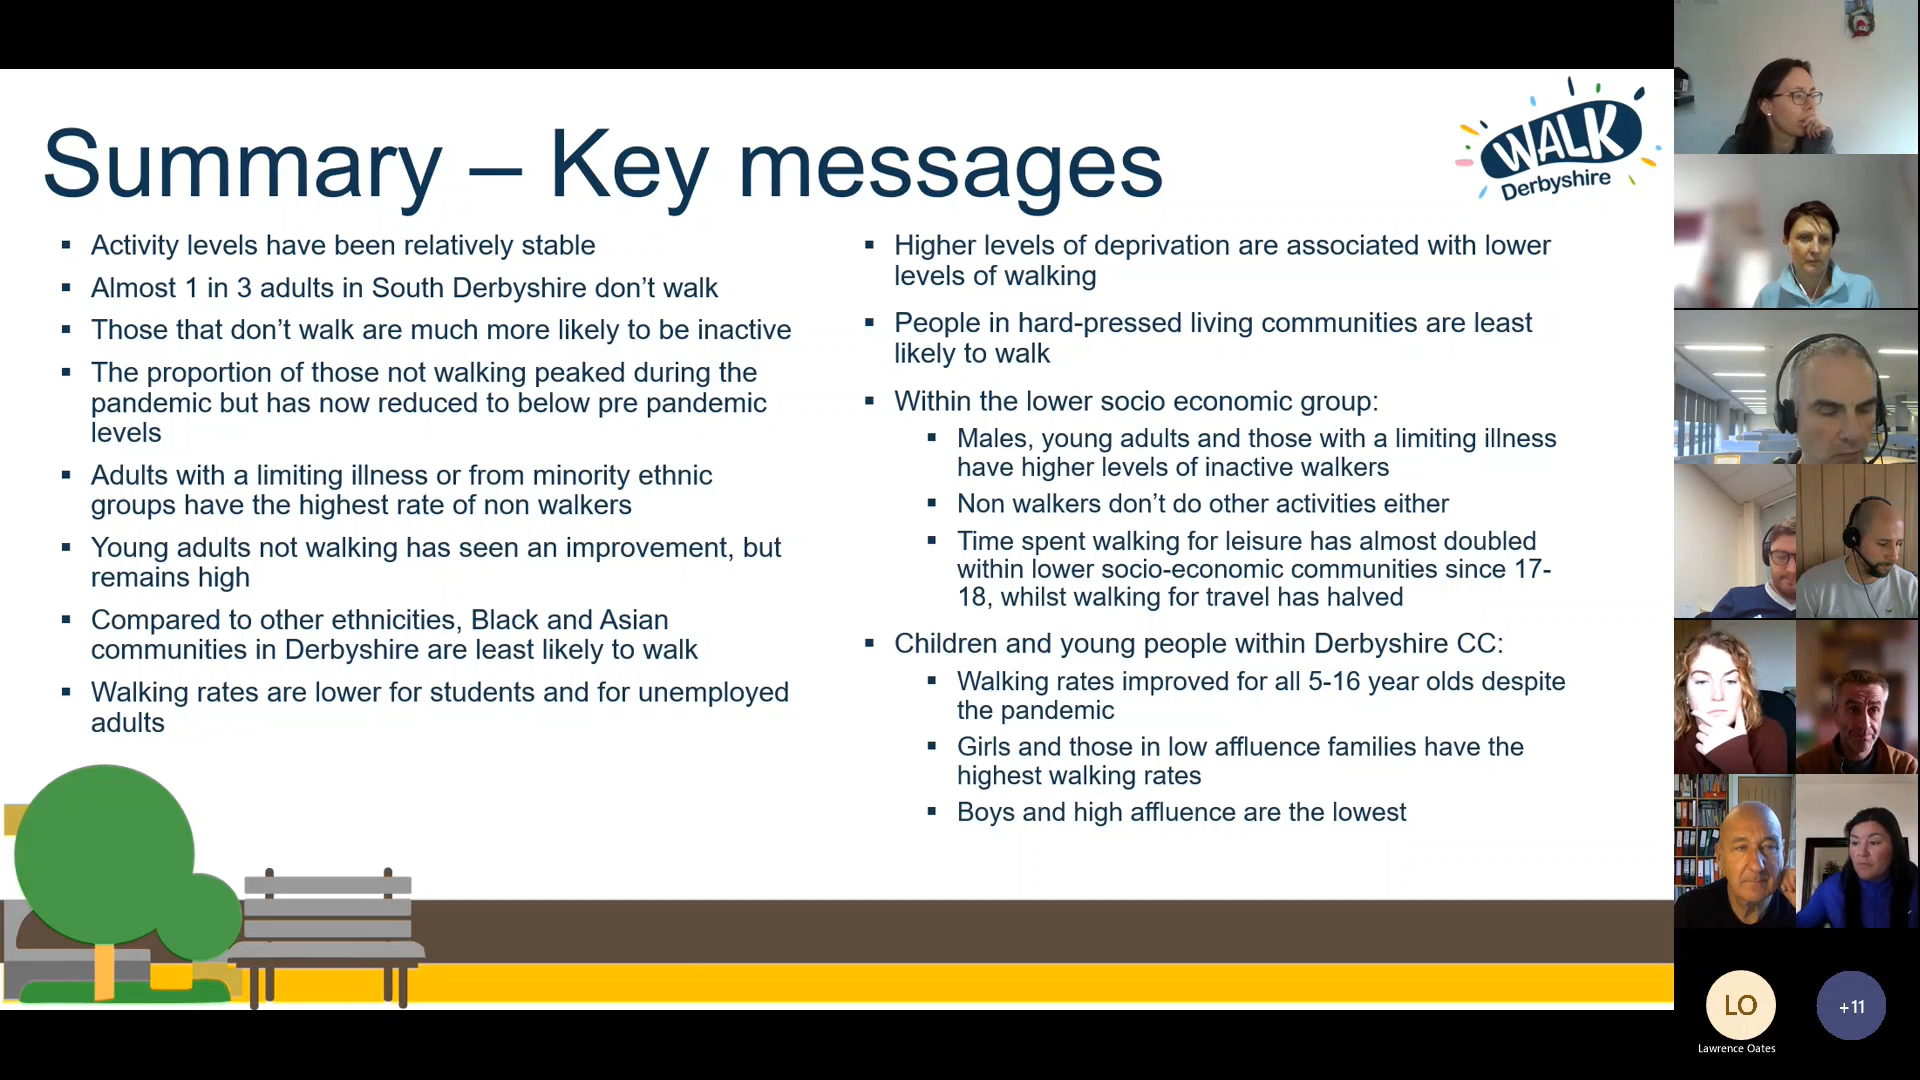 Summary – Key messages
WALK
Derbyshire
▪ Activity levels have been relatively stable
▪ Almost 1 in 3 adults in South Derbyshire don’t walk
▪ Those that don’t walk are much more likely to be inactive
▪ The proportion of those not walking peaked during the
pandemic but has now reduced to below pre pandemic
levels
▪ Adults with a limiting illness or from minority ethnic
groups have the highest rate of non walkers
▪ Young adults not walking has seen an improvement, but
remains high
▪ Compared to other ethnicities, Black and Asian
communities in Derbyshire are least likely to walk
▪ Walking rates are lower for students and for unemployed
adults
▪ Higher levels of deprivation are associated with lower
levels of walking
▪ People in hard-pressed living communities are least
likely to walk
▪ Within the lower socio economic group:
▪ Males, young adults and those with a limiting illness
have higher levels of inactive walkers
▪ Non walkers don’t do other activities either
▪ Time spent walking for leisure has almost doubled
within lower socio-economic communities since 17-
18, whilst walking for travel has halved
▪ Children and young people within Derbyshire CC:
▪ Walking rates improved for all 5-16 year olds despite
the pandemic
▪ Girls and those in low affluence families have the
highest walking rates
▪ Boys and high affluence are the lowest
LO
+11
Lawrence Oates